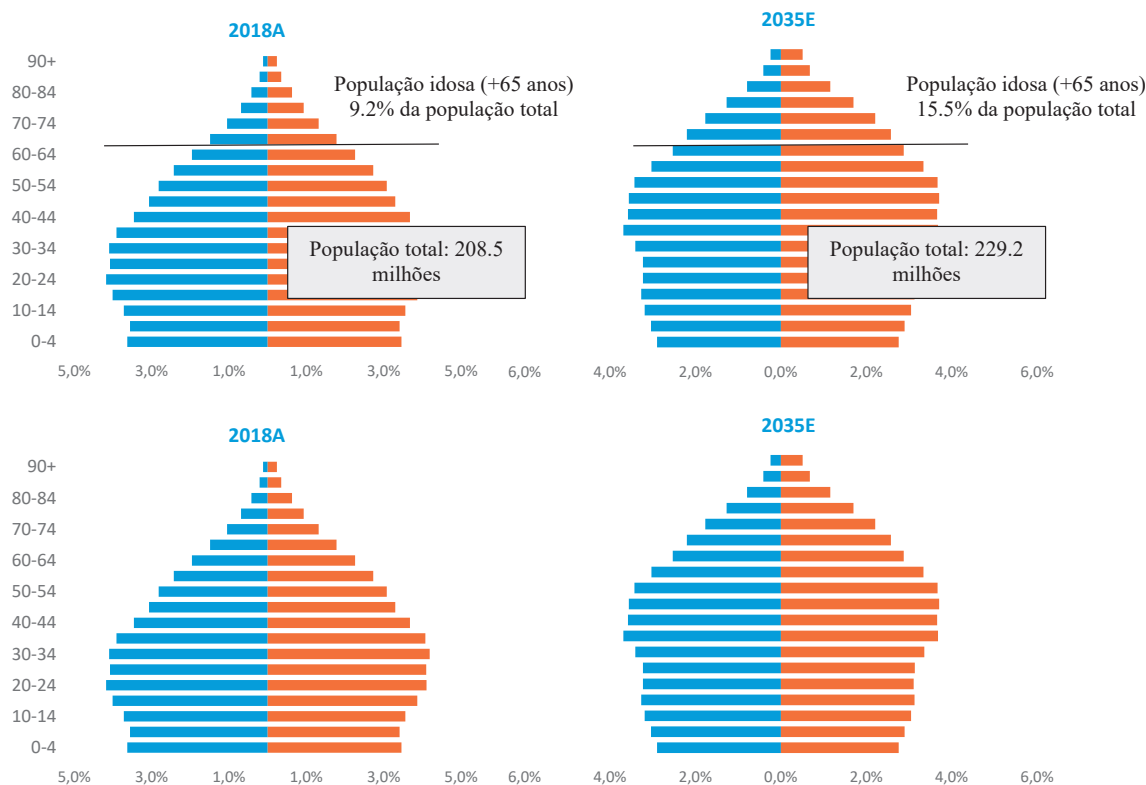 2018A
90+
80-84
70-74
60-64
50-54
40-44
30-34
20-24
10-14
0-4
População idosa (+65 anos)
9.2% da população total
População total: 208.5
milhões
5,0% 3,0% 1,0% 1,0% 3,0% 5,0% 6,0%
2035E
População idosa (+65 anos)
15.5% da população total
População total: 229.2
milhões
4,0% 2,0% 0,0% 2,0% 4,0% 6,0%
2018A
90+
80-84
70-74
60-64
50-54
40-44
30-34
20-24
10-14
0-4
5,0% 3,0% 1,0% 1,0% 3,0% 5,0% 6,0%
2035E
4,0% 2,0% 0,0% 2,0% 4,0% 6,0%